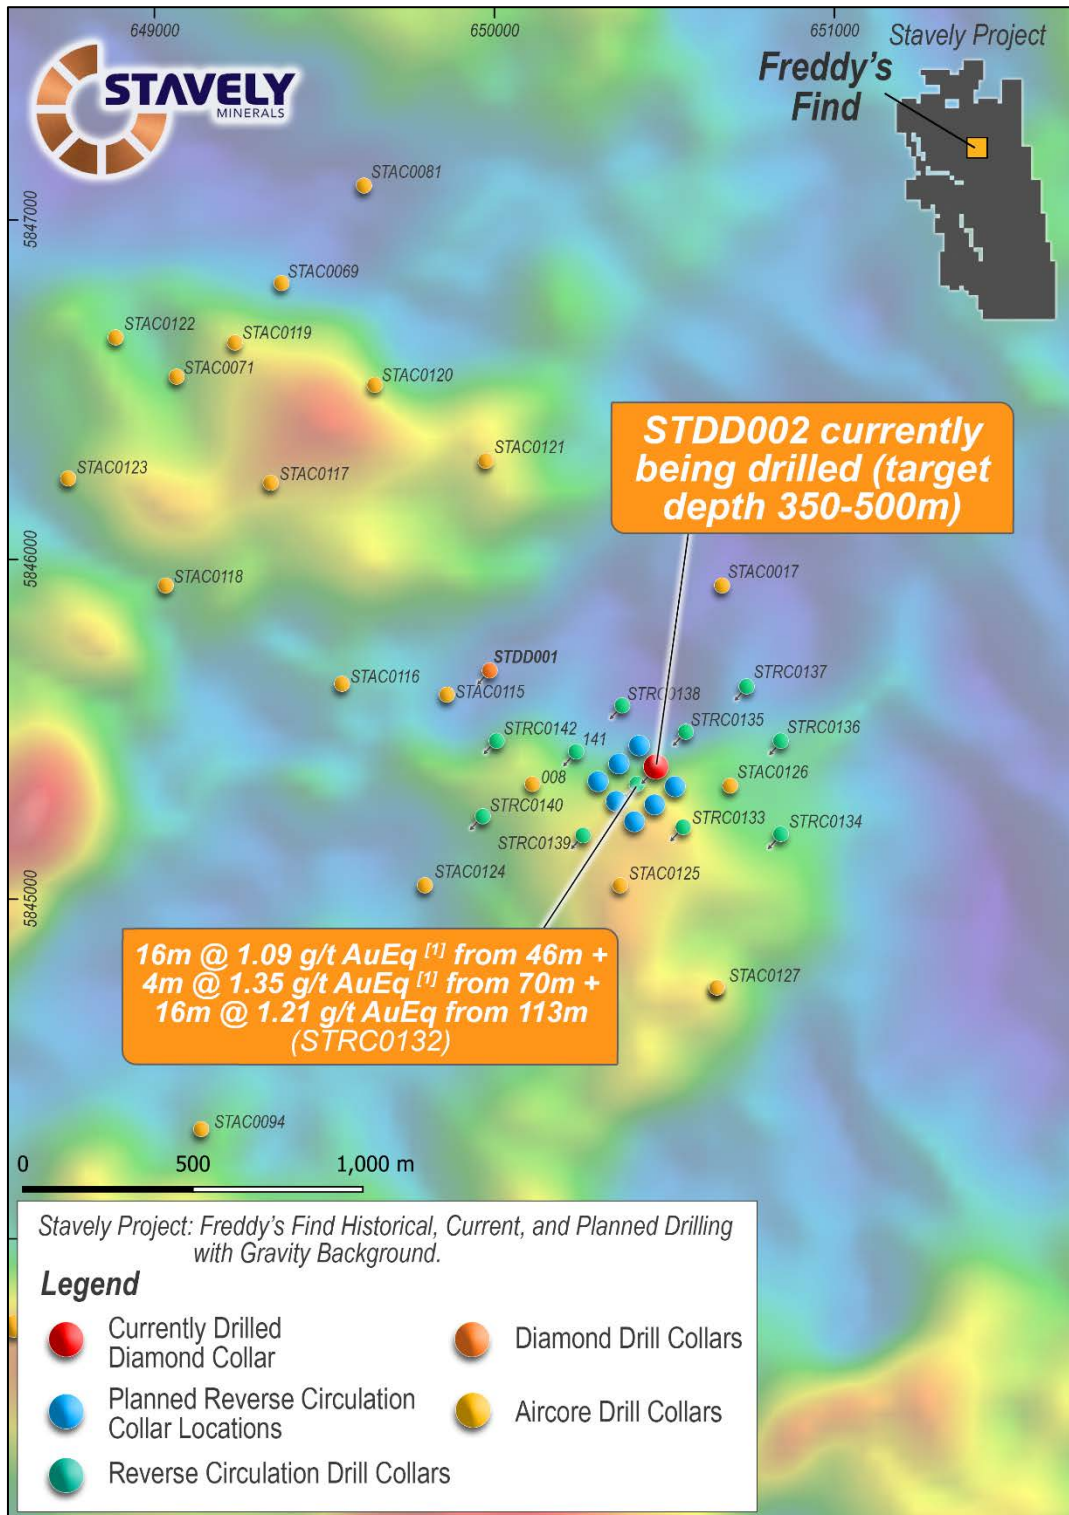 649000
650000
651000
Stavely Project
Freddy's
Find
STAVELY
MINERALS
STAC0081
5847000
STAC0069
STAC0122
STAC0119
STAC0071
STAC0120
STAC0121
STAC0123
STAC0117
STDD002 currently
being drilled (target
depth 350-500m)
5846000
STAC0118
STAC0017
STDD001
STAC0116
STAC0115
STRC0137
STRC0138
STRC0142
141
STRC0135
STRC0136
008
STAC0126
STRC0140
STRC0139
STRC0133
STRC0134
STAC0124
STAC0125
5845000
16m @ 1.09 g/t AuEq [1] from 46m +
4m @ 1.35 g/t AuEq [1] from 70m +
16m @ 1.21 g/t AuEq from 113m
(STRC0132)
STAC0127
STAC0094
0 500 1,000 m
Stavely Project: Freddy's Find Historical, Current, and Planned Drilling
with Gravity Background.
Legend
Currently Drilled
Diamond Collar
Planned Reverse Circulation
Collar Locations
Reverse Circulation Drill Collars
Diamond Drill Collars
Aircore Drill Collars